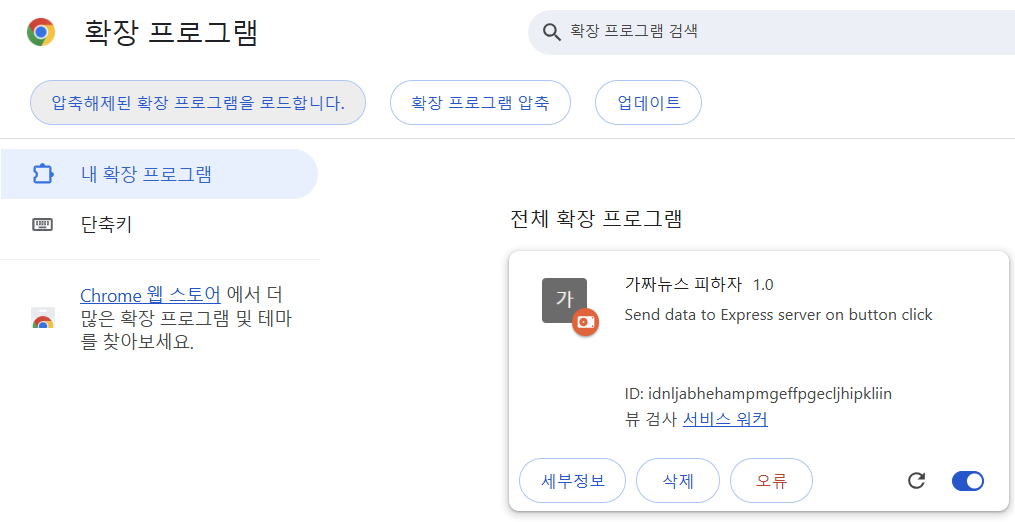 확장 프로그램
확장 프로그램 검색
압축해제된 확장 프로그램을 로드합니다.
확장 프로그램 압축
업데이트
내 확장 프로그램
단축키
Chrome 웹 스토어 에서 더
많은 확장 프로그램 및 테마
를 찾아보세요.
전체 확장 프로그램
가
가짜뉴스 피하자 1.0
Send data to Express server on button click
ID: idnljabhehampmgeffpgecljhipkliin
뷰 검사 서비스 워커
세부정보
삭제
오류